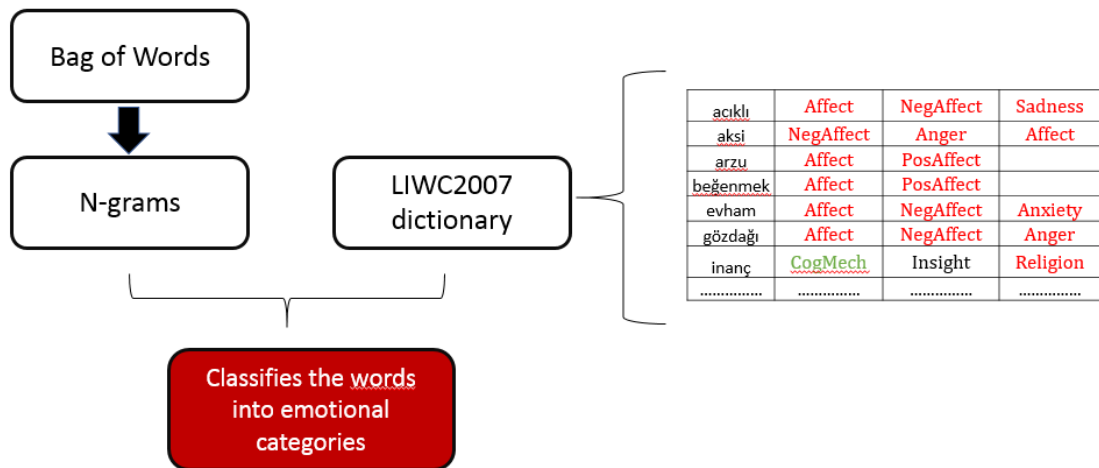 Bag of Words
N-grams
LIWC2007
dictionary
Classifies the words
into emotional
categories
acıklı Affect NegAffect Sadness
aksi NegAffect Anger Affect
arzu Affect PosAffect
beğenmek Affect PosAffect
evham Affect NegAffect Anxiety
gözdağı Affect NegAffect Anger
inanç CogMech Insight Religion
............... ............... ............... ...............